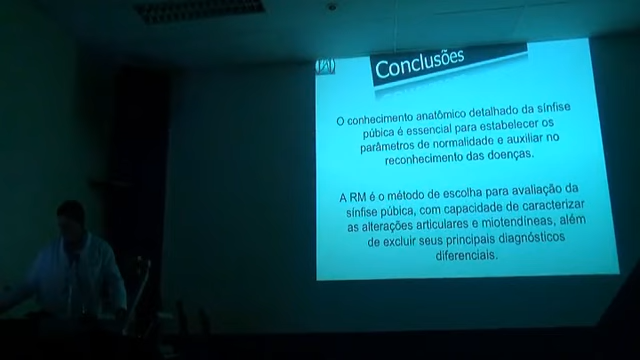 Conclusões
O conhecimento anatômico detalhado da sínfise
púbica é essencial para estabelecer os
parâmetros de normalidade e auxiliar no
reconhecimento das doenças.
A RM é o método de escolha para avaliação da
sínfise púbica, com capacidade de caracterizar
as alterações articulares e miotendíneas, além
de excluir seus principais diagnósticos
diferenciais.